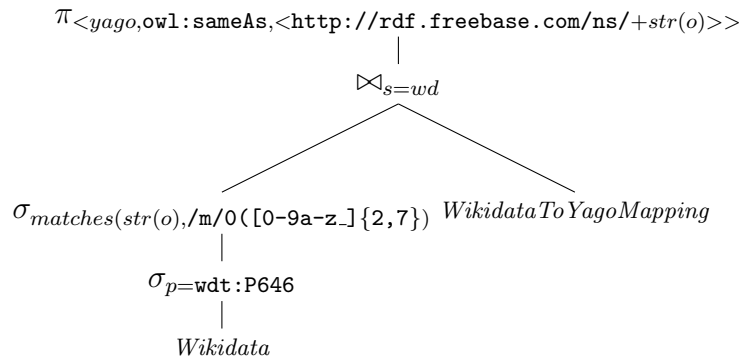 π<yago,owl:sameAs,<http://rdf.freebase.com/ns/+str(o)>>
⋈s=wd
σmatches(str(o),/m/0([0-9a-z_]{2,7}) WikidataToYagoMapping
σp=wdt:P646
Wikidata